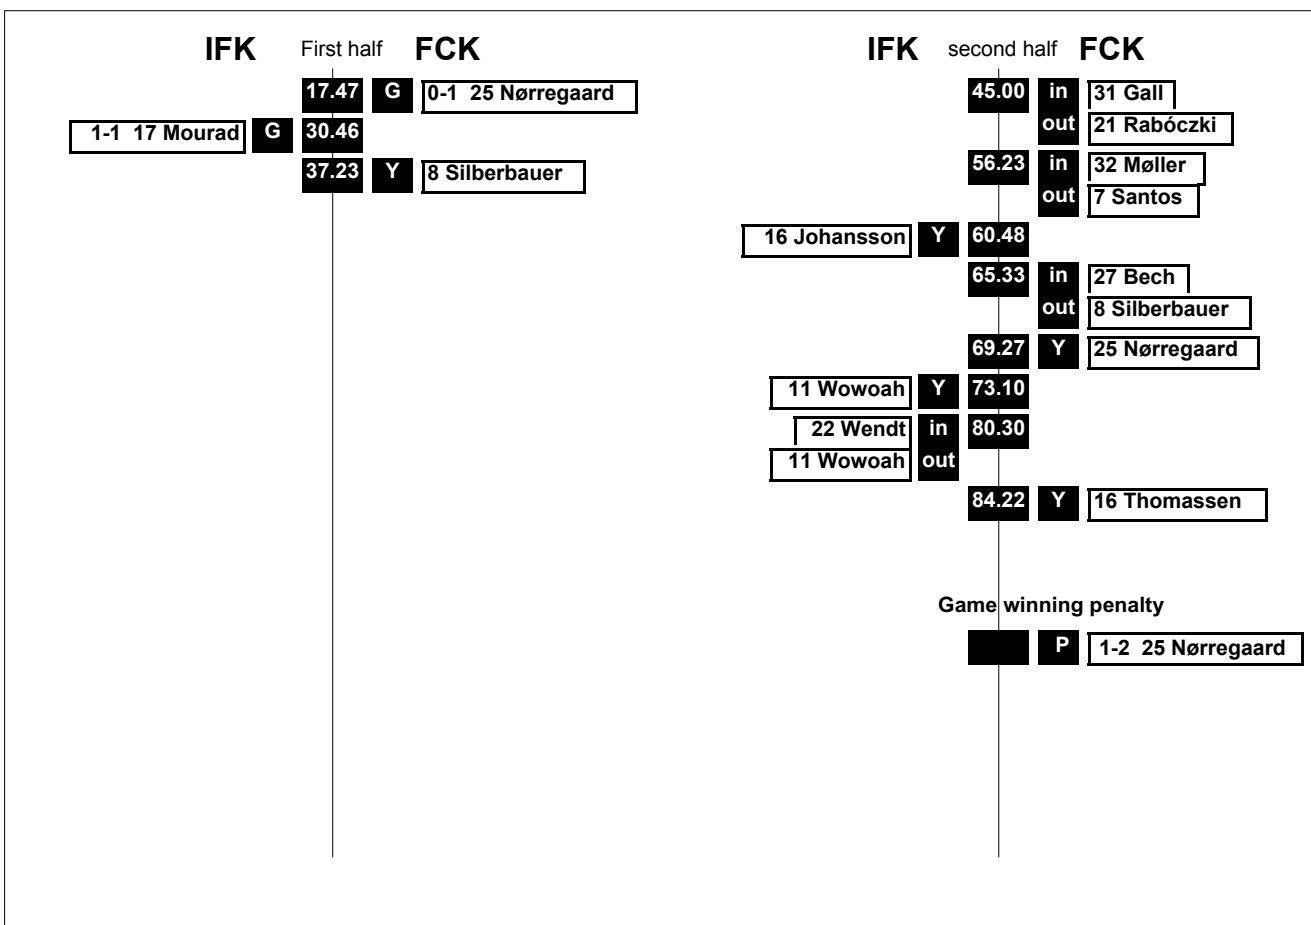 IFK First half FCK
17.47 G 0-1 25 Nørregaard
1-1 17 Mourad G 30.46
37.23 Y 8 Silberbauer
IFK second half FCK
45.00 in 31 Gall
out 21 Rabóczki
56.23 in 32 Møller
out 7 Santos
16 Johansson Y 60.48
65.33 in 27 Bech
out 8 Silberbauer
69.27 Y 25 Nørregaard
11 Wowoah Y 73.10
22 Wendt in 80.30
11 Wowoah out
84.22 Y 16 Thomassen
Game winning penalty
P 1-2 25 Nørregaard